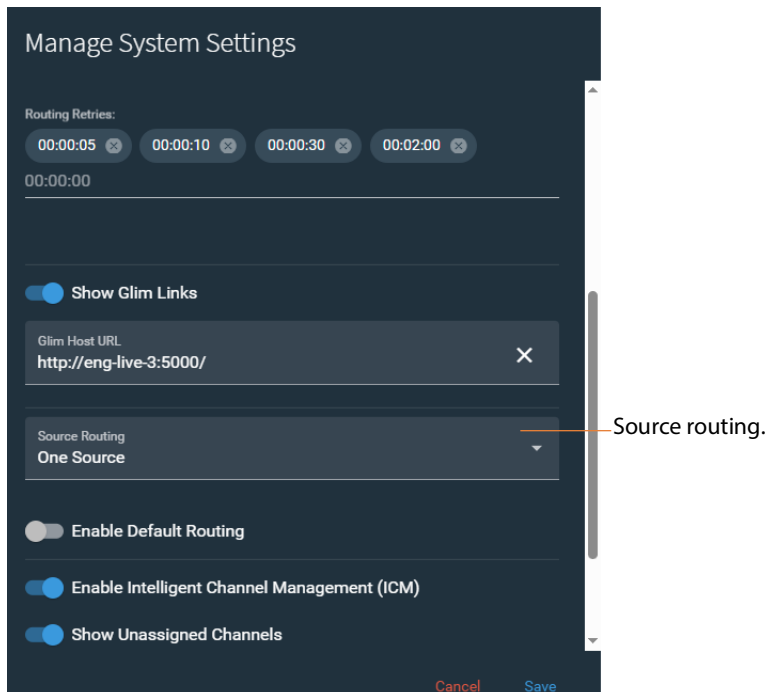 Manage System Settings
Routing Retries:
00:00:05 00:00:10 00:00:30 00:02:00
00:00:00
Show Glim Links
Glim Host URL
http://eng-live-3:5000/
Source Routing
One Source
Source routing.
Enable Default Routing
Enable Intelligent Channel Management (ICM)
Show Unassigned Channels
Cancel Save